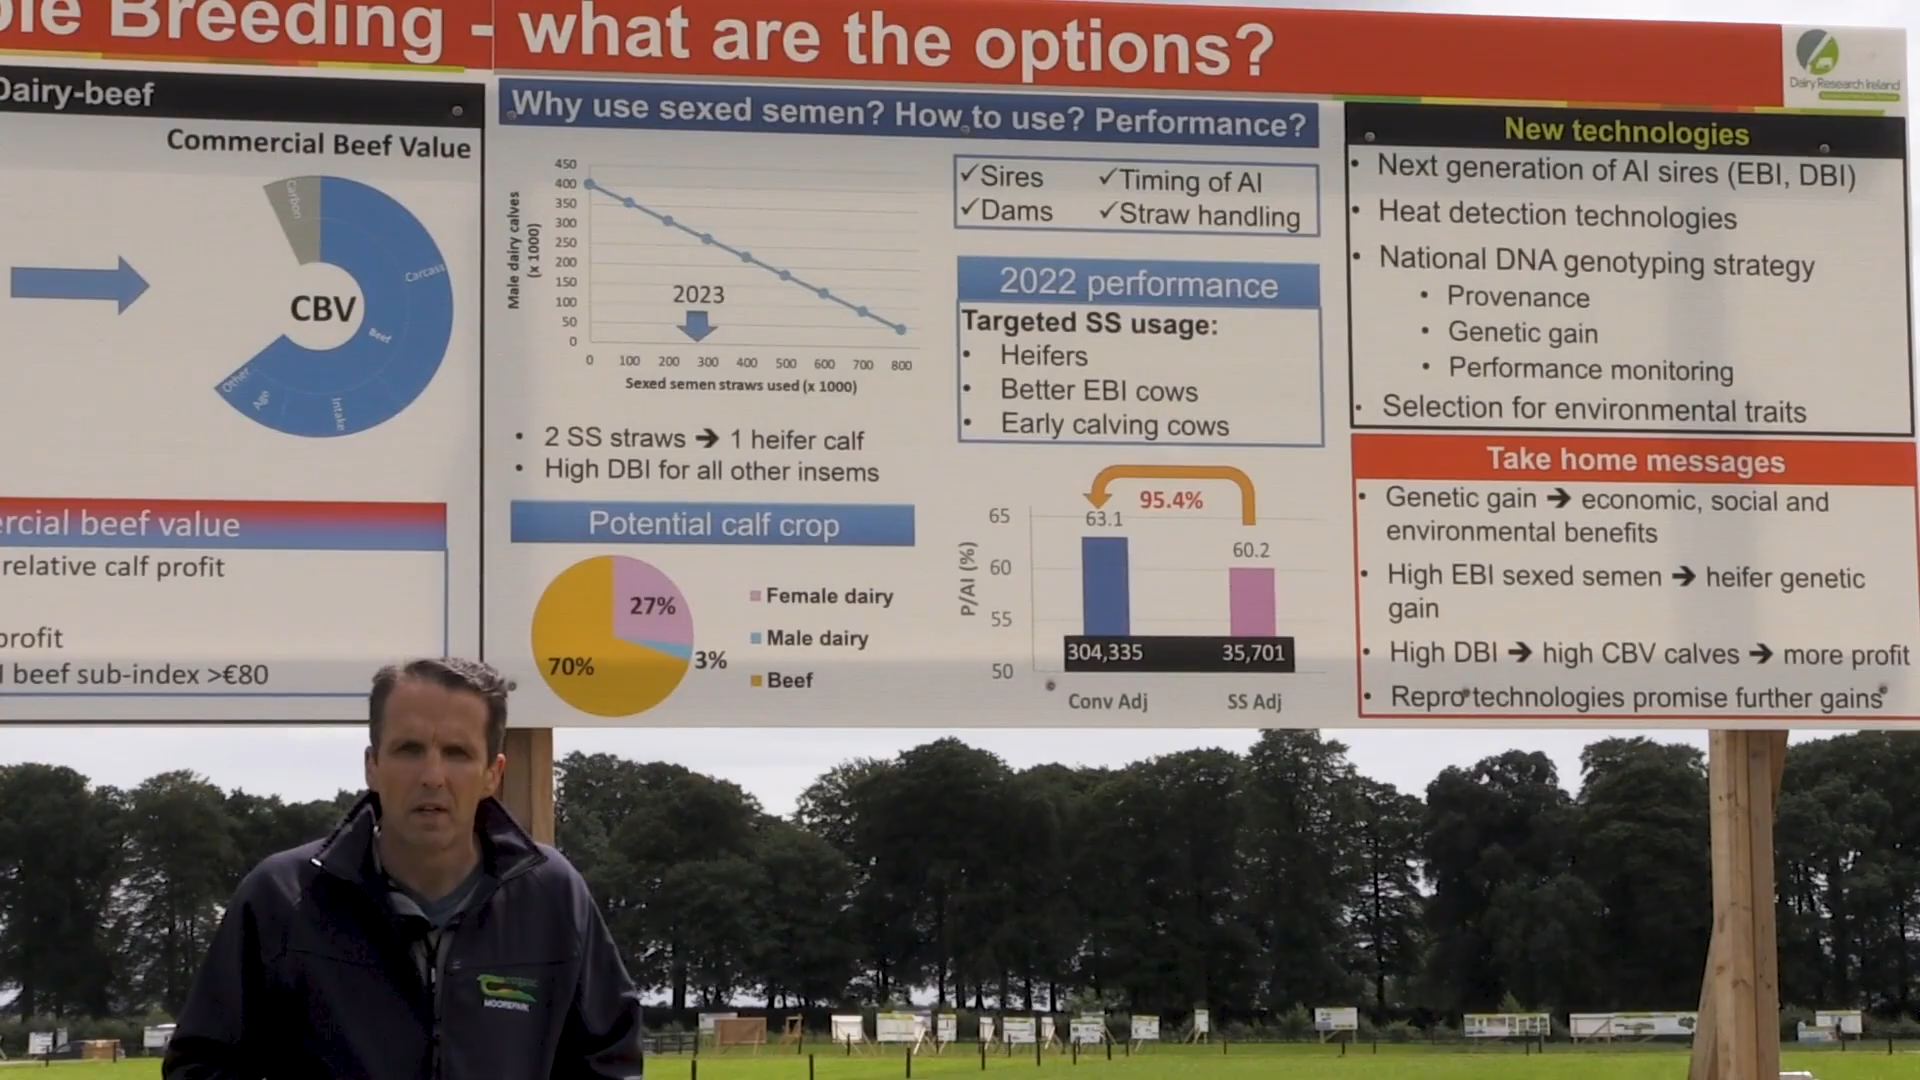 ole Breeding - what are the options?
Dairy Research Ireland
Dairy-beef
Commercial Beef Value
Carbon
Carcass
CBV
Beef
Other
Age
Intake
ercial beef value
relative calf profit
profit
l beef sub-index >€80
Why use sexed semen? How to use? Performance?
Male dairy calves
(x 1000)
450
400
350
300
250
200
150
100
50
0
2023
0 100 200 300 400 500 600 700 800
Sexed semen straws used (x 1000)
• 2 SS straws ➔ 1 heifer calf
• High DBI for all other insems
Potential calf crop
27%
3%
70%
Female dairy
Male dairy
Beef
✓Sires ✓Timing of AI
✓Dams ✓Straw handling
2022 performance
Targeted SS usage:
• Heifers
• Better EBI cows
• Early calving cows
95.4%
P/AI (%)
65
60
55
50
63.1
60.2
304,335 35,701
Conv Adj SS Adj
New technologies
• Next generation of AI sires (EBI, DBI)
• Heat detection technologies
• National DNA genotyping strategy
• Provenance
• Genetic gain
• Performance monitoring
• Selection for environmental traits
Take home messages
• Genetic gain ➔ economic, social and
environmental benefits
• High EBI sexed semen ➔ heifer genetic
gain
• High DBI ➔ high CBV calves ➔ more profit
• Repro technologies promise further gains
MOOREPARK